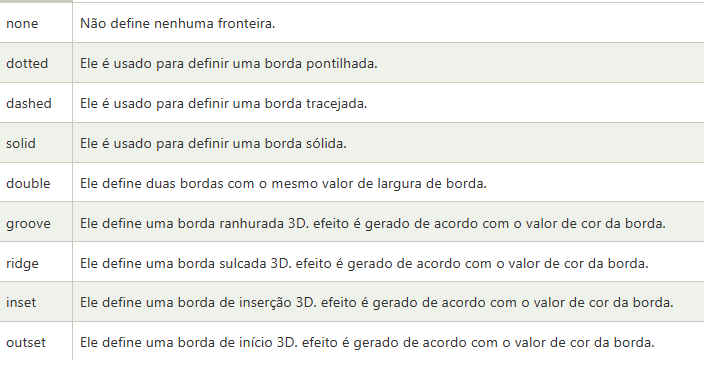 none Não define nenhuma fronteira.
dotted Ele é usado para definir uma borda pontilhada.
dashed Ele é usado para definir uma borda tracejada.
solid Ele é usado para definir uma borda sólida.
double Ele define duas bordas com o mesmo valor de largura de borda.
groove Ele define uma borda ranhurada 3D. efeito é gerado de acordo com o valor de cor da borda.
ridge Ele define uma borda sulcada 3D. efeito é gerado de acordo com o valor de cor da borda.
inset Ele define uma borda de inserção 3D. efeito é gerado de acordo com o valor de cor da borda.
outset Ele define uma borda de início 3D. efeito é gerado de acordo com o valor de cor da borda.